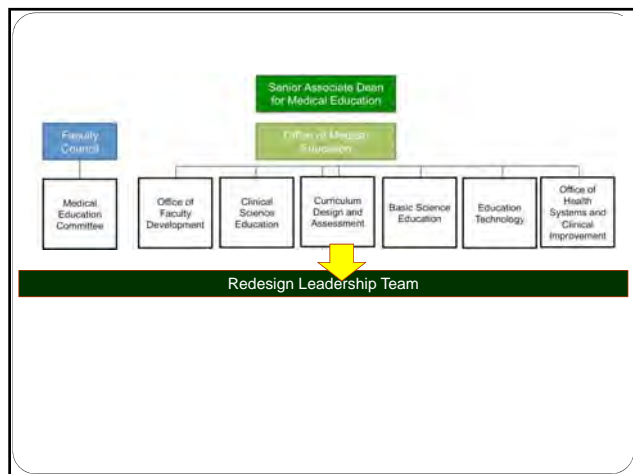 Senior Associate Dean
for Medical Education
Faculty
Council
Office of Medical
Education
Medical
Education
Committee
Office of
Faculty
Development
Clinical
Science
Education
Curriculum
Design and
Assessment
Basic Science
Education
Education
Technology
Office of
Health
Systems and
Clinical
Improvement
Redesign Leadership Team